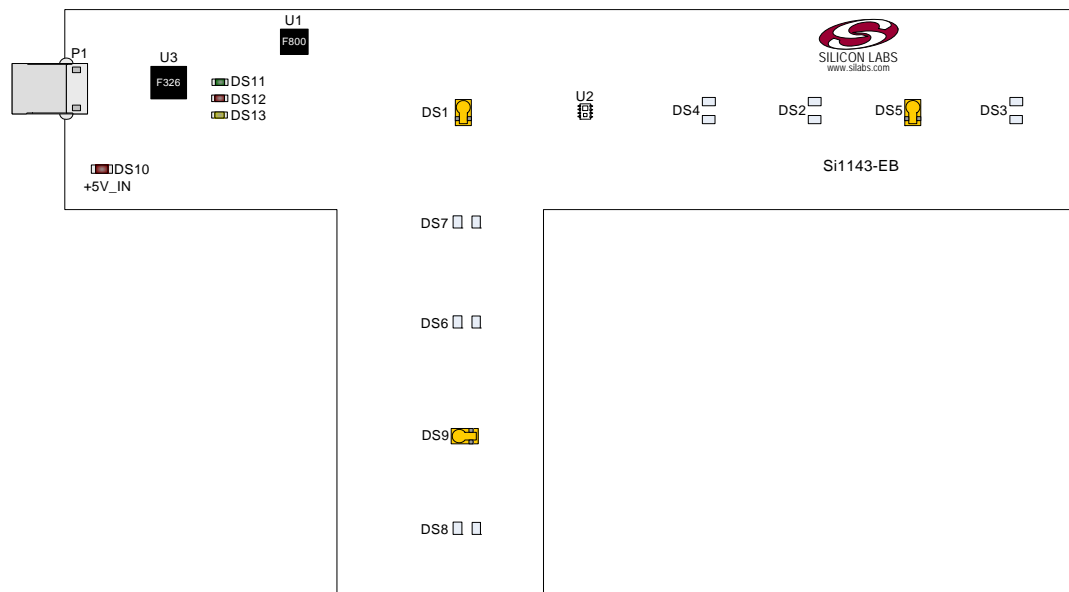 U1
F800
P1
U3
F326
DS11
DS12
DS13
DS10
+5V_IN
DS1
U2
SILICON LABS
www.silabs.com
DS4
DS2
DS5
DS3
Si1143-EB
DS7
DS6
DS9
DS8